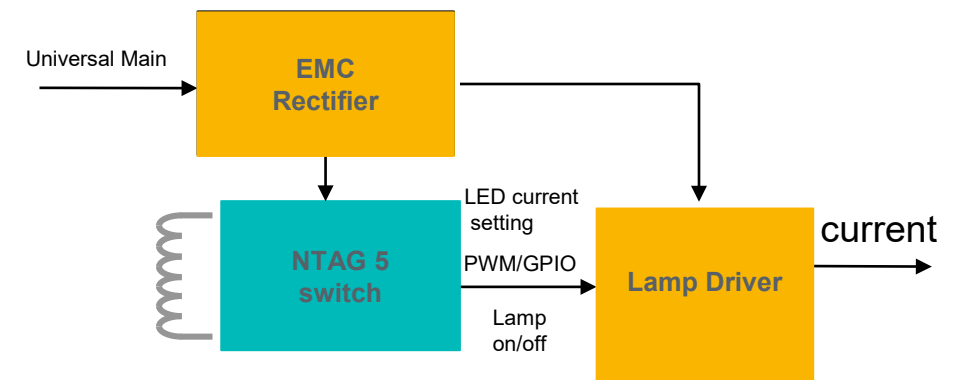 Universal Main
EMC
Rectifier
LED current
setting
NTAG 5
switch
PWM/GPIO
Lamp
on/off
Lamp Driver
current